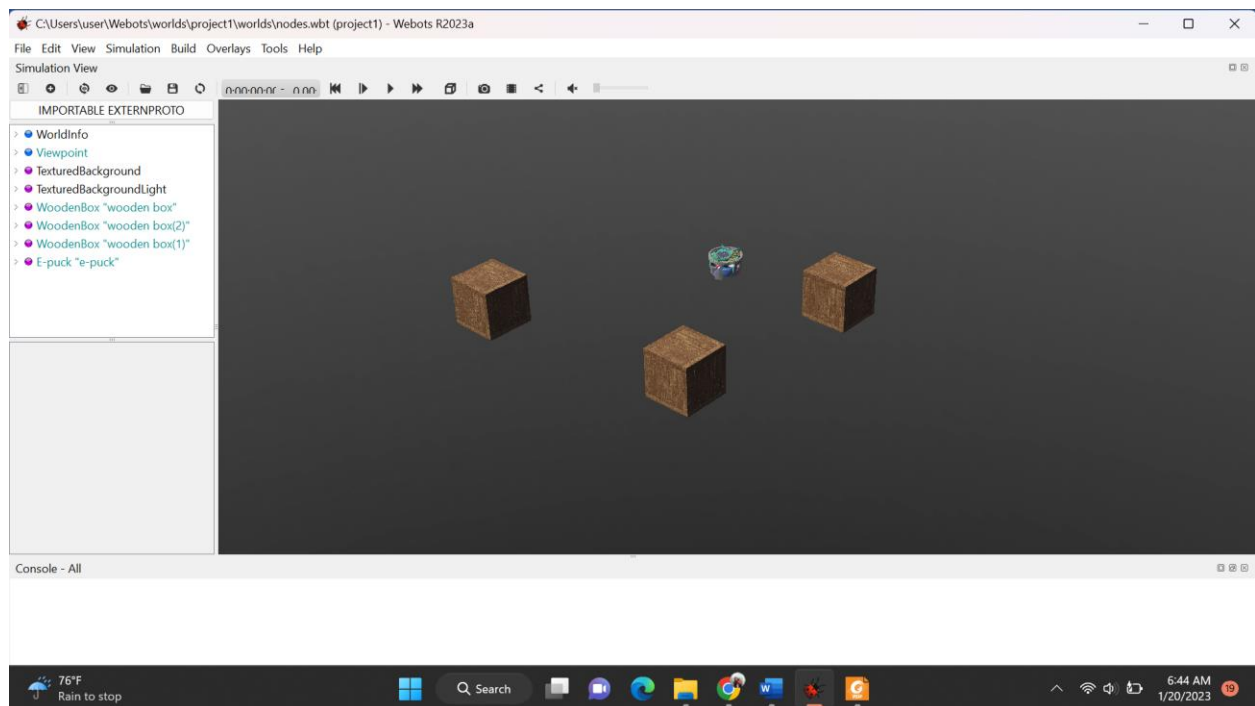 C:\Users\user\Webots\worlds\project1\worlds\nodes.wbt (project1) - Webots R2023a
File Edit View Simulation Build Overlays Tools Help
Simulation View
IMPORTABLE EXTERNPROTO
WorldInfo
Viewpoint
TexturedBackground
TexturedBackgroundLight
WoodenBox "wooden box"
WoodenBox "wooden box(2)"
WoodenBox "wooden box(1)"
E-puck "e-puck"
Console - All
76°F
Rain to stop
Search
6:44 AM
1/20/2023
19